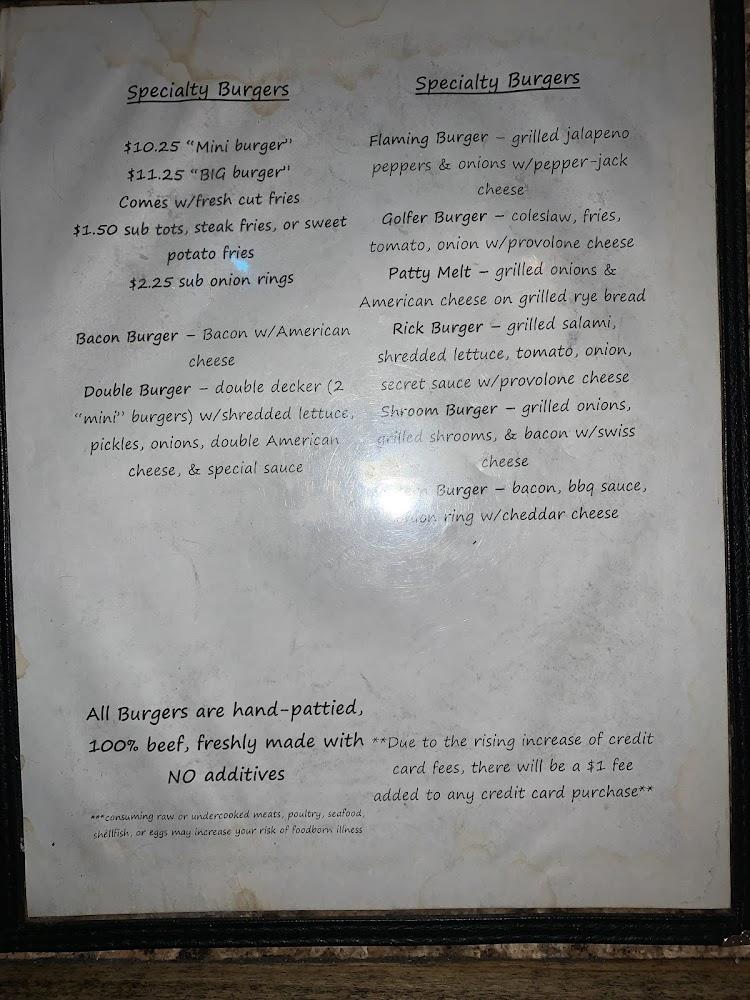 Specialty Burgers
$10.25 "Mini burger"
$11.25 "BIG burger"
Comes w/fresh cut fries
$1.50 sub tots, steak fries, or sweet
potato fries
$2.25 sub onion rings
Bacon Burger – Bacon w/American
cheese
Double Burger – double decker (2
"mini" burgers) w/shredded lettuce,
pickles, onions, double American
cheese, & special sauce
All Burgers are hand-pattied,
100% beef, freshly made with
NO additives
***consuming raw or undercooked meats, poultry, seafood,
shellfish, or eggs may increase your risk of foodborn illness
Specialty Burgers
Flaming Burger – grilled jalapeno
peppers & onions w/pepper-jack
cheese
Golfer Burger – coleslaw, fries,
tomato, onion w/provolone cheese
Patty Melt – grilled onions &
American cheese on grilled rye bread
Rick Burger – grilled salami,
shredded lettuce, tomato, onion,
secret sauce w/provolone cheese
Shroom Burger – grilled onions,
grilled shrooms, & bacon w/swiss
cheese
Burger – bacon, bbq sauce,
onion ring w/cheddar cheese
**Due to the rising increase of credit
card fees, there will be a $1 fee
added to any credit card purchase**